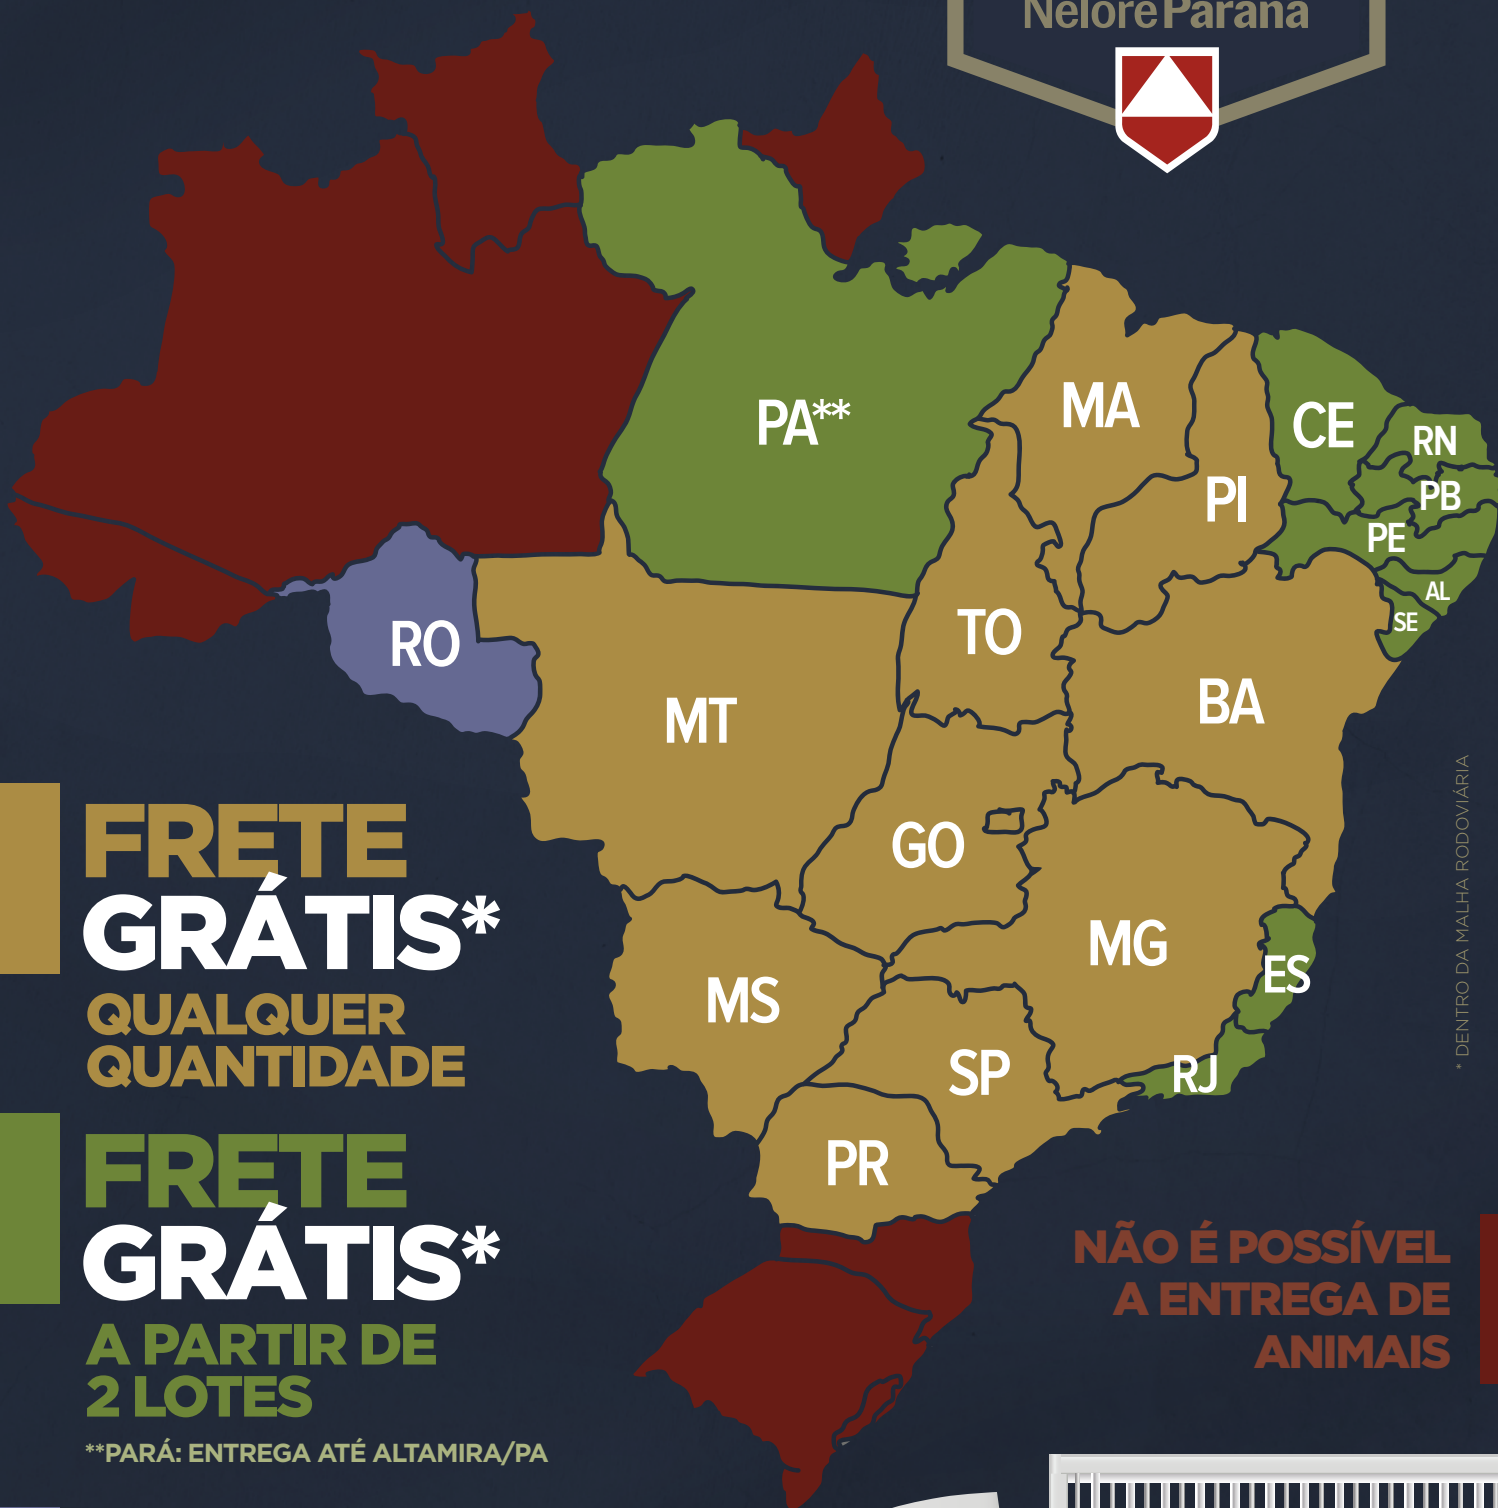 Nelore Paraná
PA**
MA
CE
RN
PI
PB
PE
AL
SE
TO
RO
BA
MT
GO
MG
ES
MS
SP
RJ
PR
FRETE
GRÁTIS*
QUALQUER
QUANTIDADE
FRETE
GRÁTIS*
A PARTIR DE
2 LOTES
**PARÁ: ENTREGA ATÉ ALTAMIRA/PA
* DENTRO DA MALHA RODOVIÁRIA
NÃO É POSSÍVEL
A ENTREGA DE
ANIMAIS